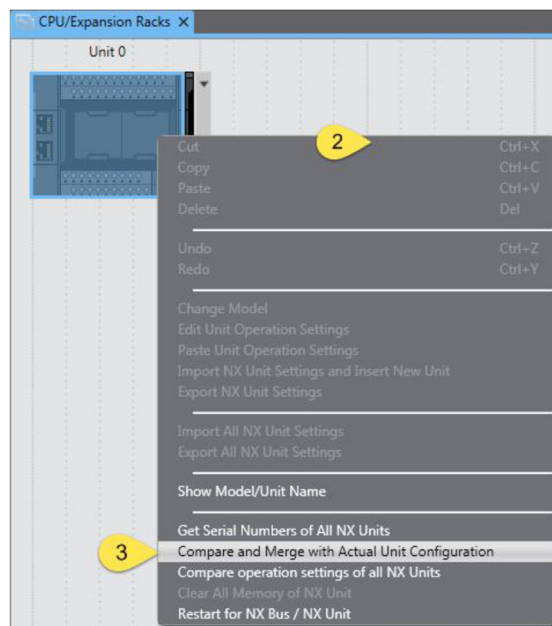 CPU/Expansion Racks ×
Unit 0
2
Cut Ctrl+X
Copy Ctrl+C
Paste Ctrl+V
Delete Del
Undo Ctrl+Z
Redo Ctrl+Y
Change Model
Edit Unit Operation Settings
Paste Unit Operation Settings
Import NX Unit Settings and Insert New Unit
Export NX Unit Settings
Import All NX Unit Settings
Export All NX Unit Settings
Show Model/Unit Name
Get Serial Numbers of All NX Units
3 Compare and Merge with Actual Unit Configuration
Compare operation settings of all NX Units
Clear All Memory of NX Unit
Restart for NX Bus / NX Unit